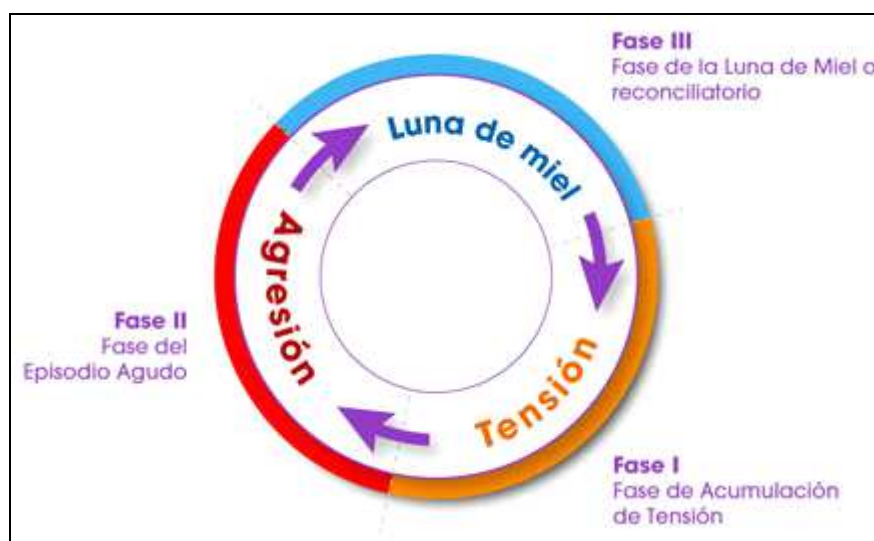 Fase III
Fase de la Luna de Miel o
reconciliatorio
Luna de miel
Agresión
Tensión
Fase II
Fase del
Episodio Agudo
Fase I
Fase de Acumulación
de Tensión